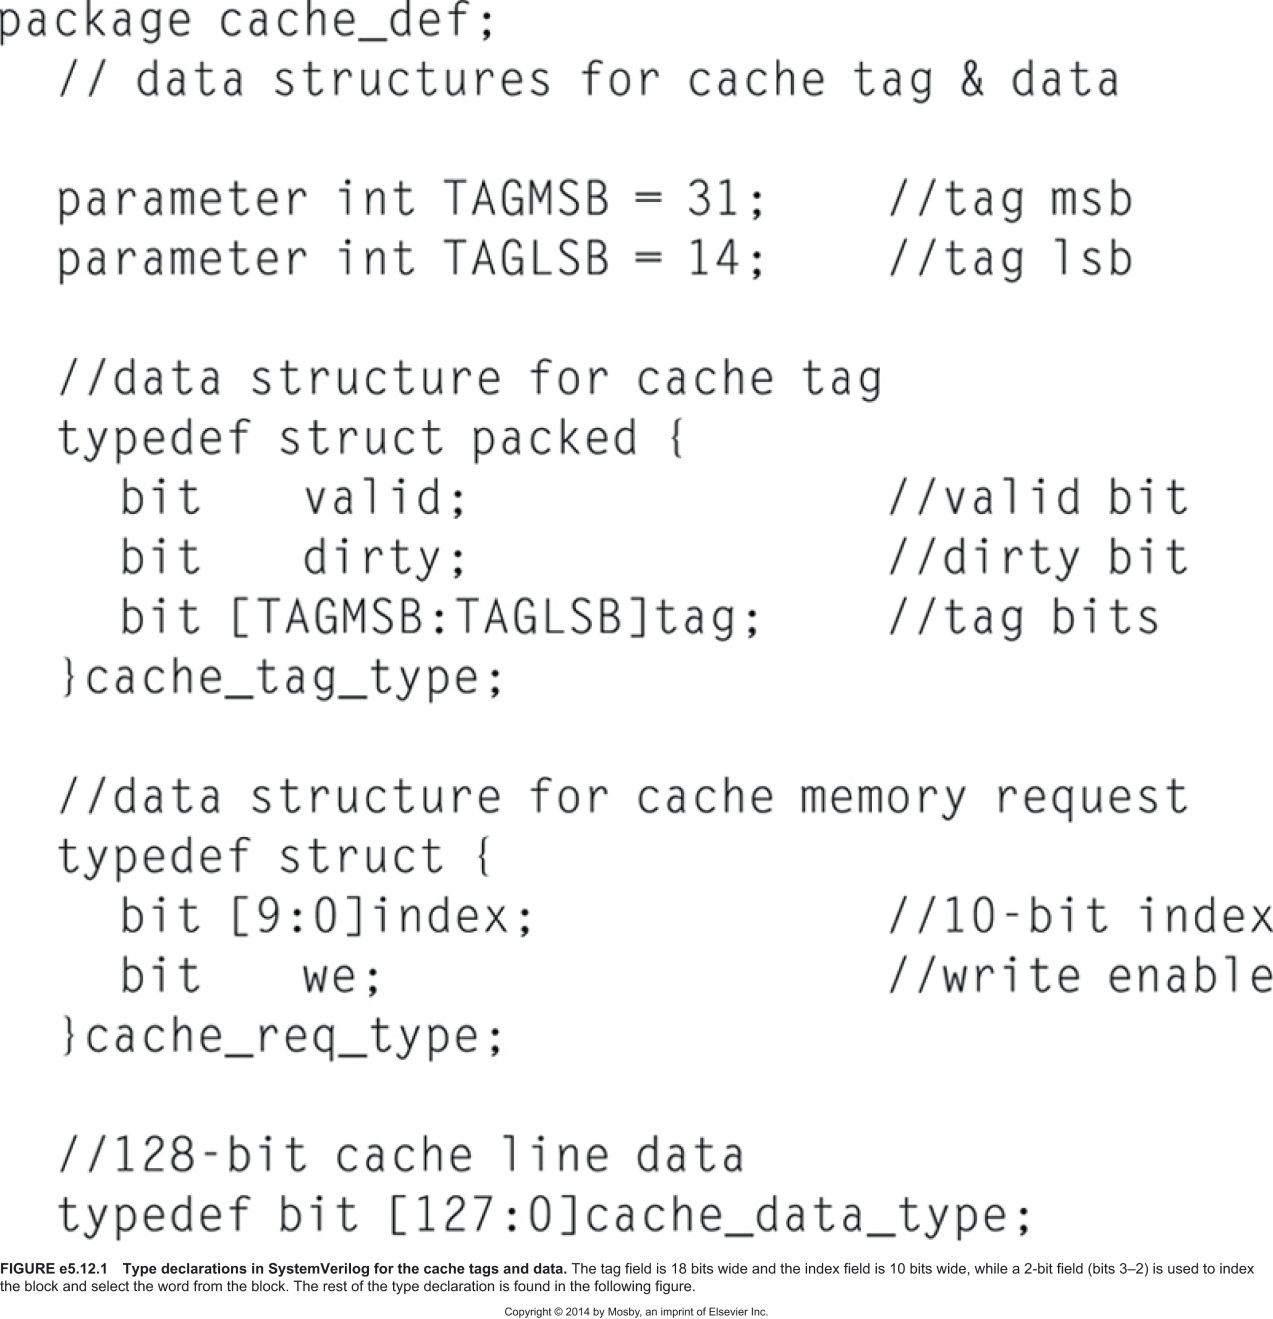 package cache_def;
// data structures for cache tag & data
parameter int TAGMSB = 31; //tag msb
parameter int TAGLSB = 14; //tag lsb
//data structure for cache tag
typedef struct packed {
bit valid; //valid bit
bit dirty; //dirty bit
bit [TAGMSB:TAGLSB]tag; //tag bits
}cache_tag_type;
//data structure for cache memory request
typedef struct {
bit [9:0]index; //10-bit index
bit we; //write enable
}cache_req_type;
//128-bit cache line data
typedef bit [127:0]cache_data_type;
FIGURE e5.12.1 Type declarations in SystemVerilog for the cache tags and data. The tag field is 18 bits wide and the index field is 10 bits wide, while a 2-bit field (bits 3–2) is used to index
the block and select the word from the block. The rest of the type declaration is found in the following figure.
Copyright © 2014 by Mosby, an imprint of Elsevier Inc.